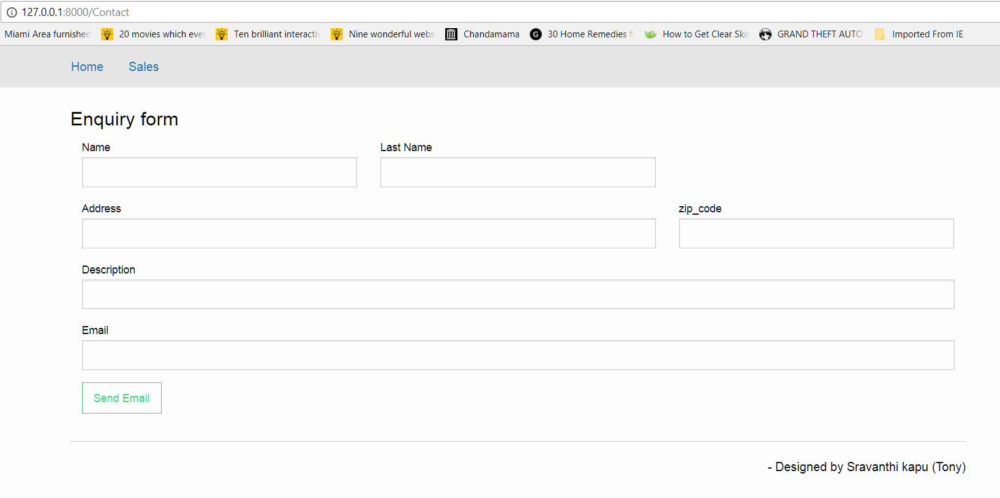 127.0.0.1:8000/Contact
Miami Area furnished 20 movies which ever Ten brilliant interactiv Nine wonderful webs Chandamama G 30 Home Remedies fo How to Get Clear Skin GRAND THEFT AUTO Imported From IE
Home Sales
Enquiry form
Name Last Name
Address zip_code
Description
Email
Send Email
- Designed by Sravanthi kapu (Tony)